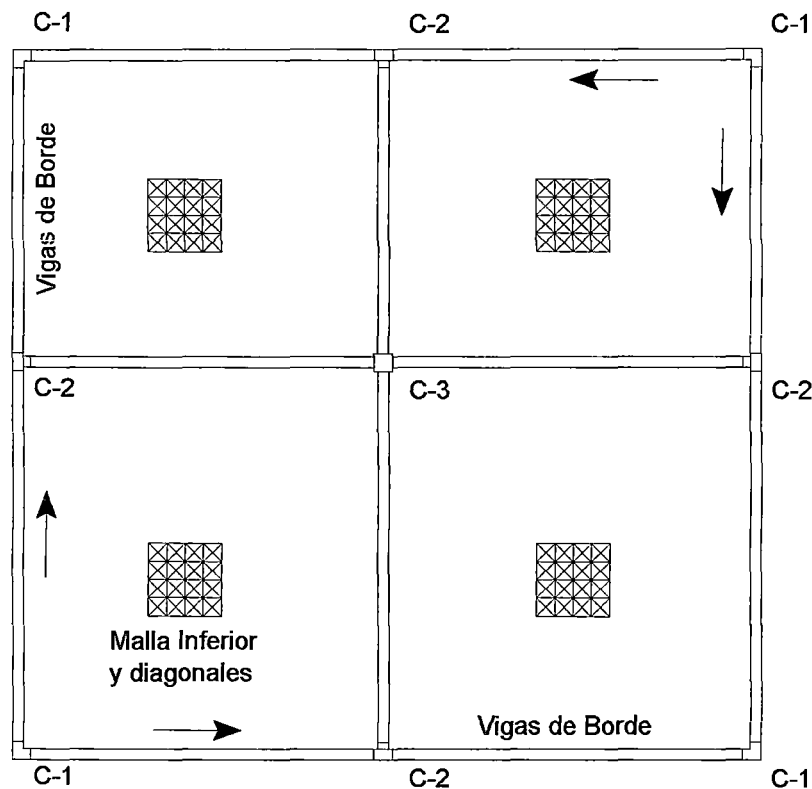 C-1
C-2
C-1
Vigas de Borde
C-2
C-3
C-2
Malla Inferior
y diagonales
Vigas de Borde
C-1
C-2
C-1